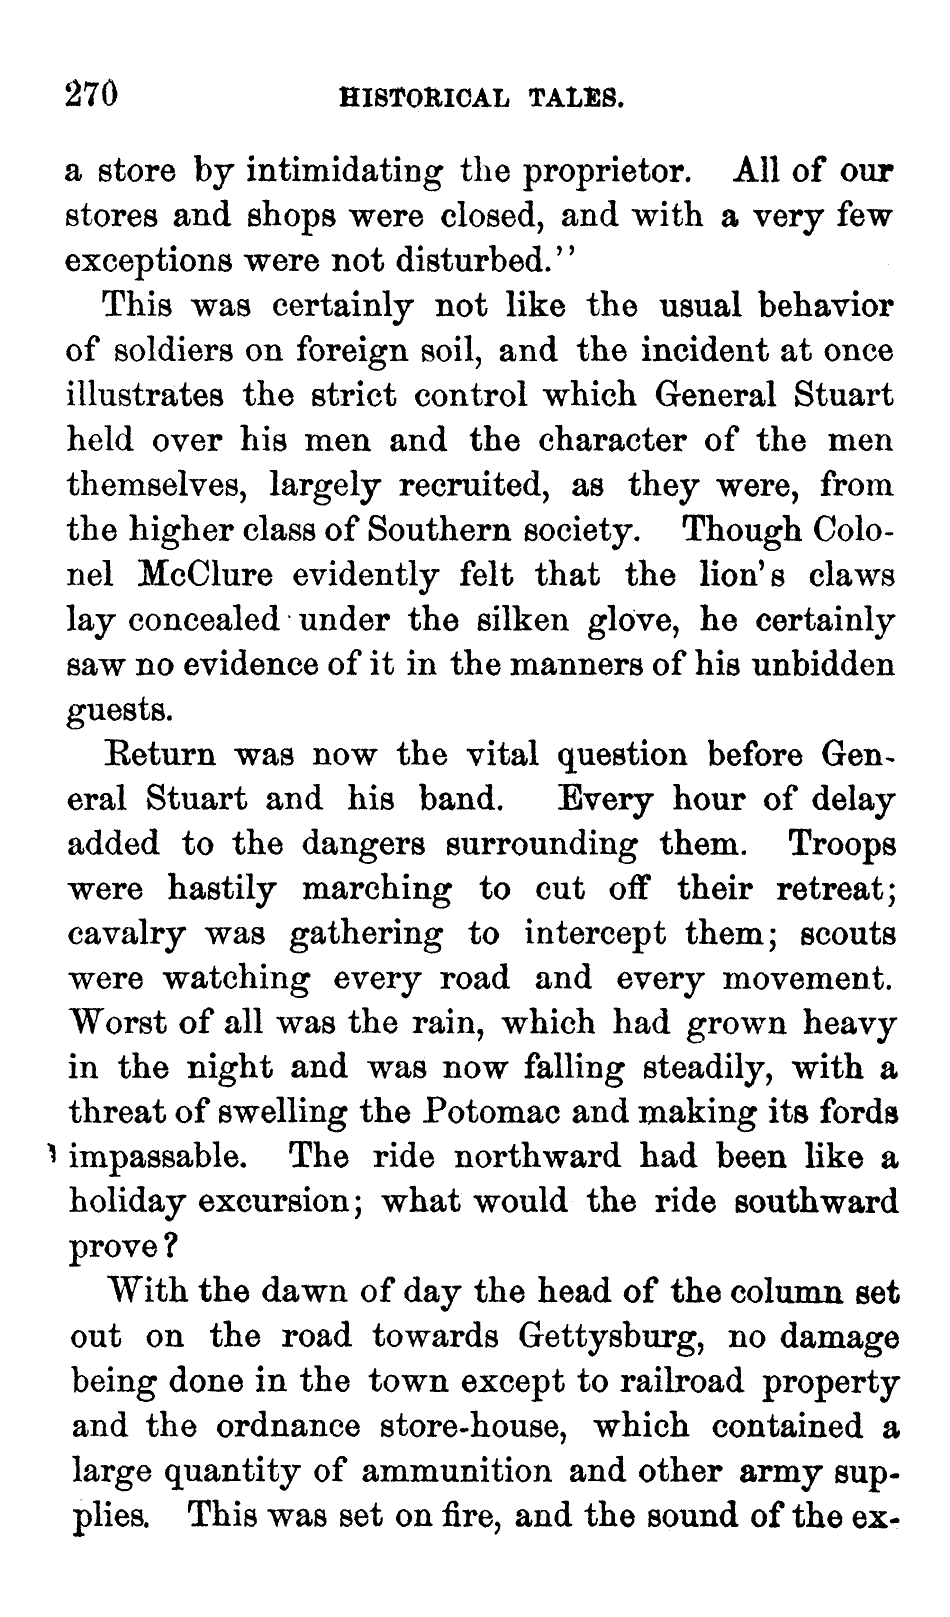 270 HISTORICAL TALES.
a store by intimidating the proprietor. All of our
stores and shops were closed, and with a very few
exceptions were not disturbed.''
This was certainly not like the usual behavior
of soldiers on foreign soil, and the incident at once
illustrates the strict control which General Stuart
held over his men and the character of the men
themselves, largely recruited, as they were, from
the higher class of Southern society. Though Colo-
nel McClure evidently felt that the lion's claws
lay concealed under the silken glove, he certainly
saw no evidence of it in the manners of his unbidden
guests.
Return was now the vital question before Gen-
eral Stuart and his band. Every hour of delay
added to the dangers surrounding them. Troops
were hastily marching to cut off their retreat;
cavalry was gathering to intercept them; scouts
were watching every road and every movement.
Worst of all was the rain, which had grown heavy
in the night and was now falling steadily, with a
threat of swelling the Potomac and making its fords
impassable. The ride northward had been like a
holiday excursion; what would the ride southward
prove?
With the dawn of day the head of the column set
out on the road towards Gettysburg, no damage
being done in the town except to railroad property
and the ordnance store-house, which contained a
large quantity of ammunition and other army sup-
plies. This was set on fire, and the sound of the ex-